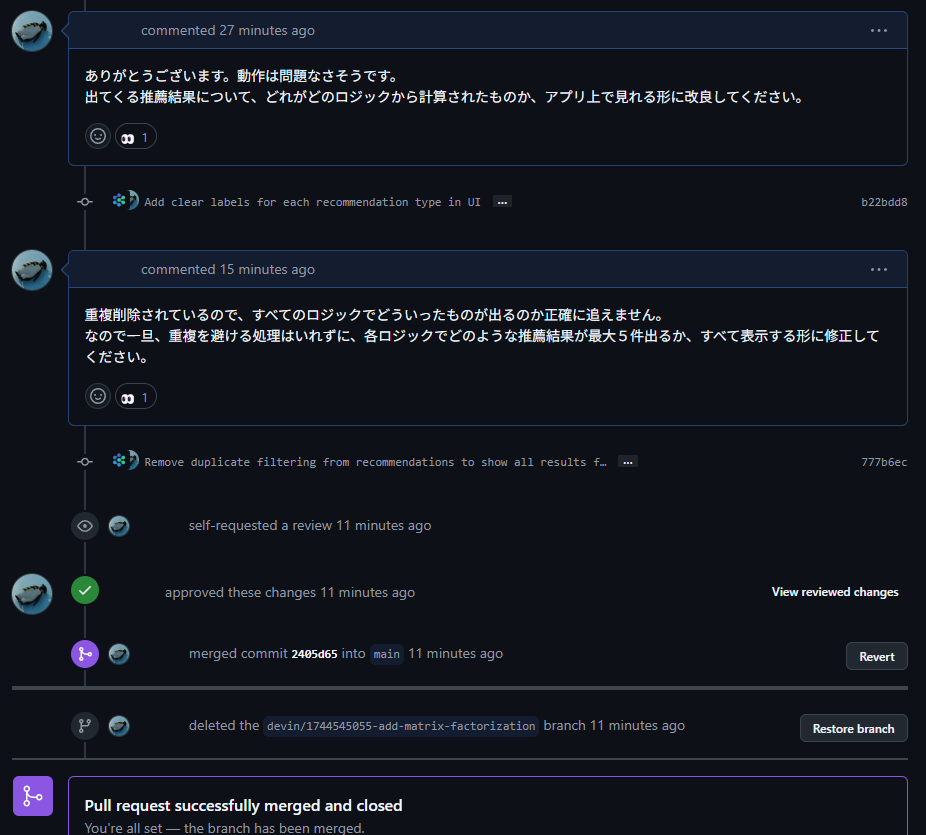 commented 27 minutes ago
ありがとうございます。動作は問題なさそうです。
出てくる推薦結果について、どれがどのロジックから計算されたものか、アプリ上で見れる形に改良してください。
1
Add clear labels for each recommendation type in UI … b22bdd8
commented 15 minutes ago
重複削除されているので、すべてのロジックでどういったものが出るのか正確に追えません。
なので一旦、重複を避ける処理はいれずに、各ロジックでどのような推薦結果が最大５件出るか、すべて表示する形に修正して
ください。
1
Remove duplicate filtering from recommendations to show all results f… … 777b6ec
self-requested a review 11 minutes ago
approved these changes 11 minutes ago View reviewed changes
merged commit 2405d65 into main 11 minutes ago Revert
deleted the devin/1744545055-add-matrix-factorization branch 11 minutes ago Restore branch
Pull request successfully merged and closed
You're all set — the branch has been merged.